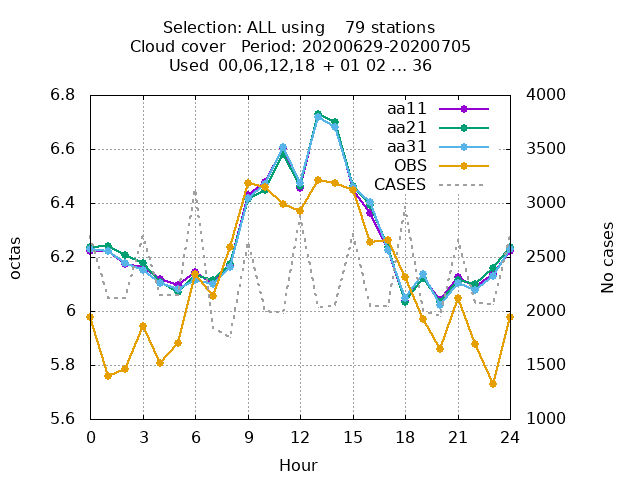 Selection: ALL using    79 stations
Cloud cover   Period: 20200629-20200705
Used 00,06,12,18 + 01 02 ... 36
6.8
6.6
6.4
6.2
6
5.8
5.6
octas
4000
3500
3000
2500
2000
1500
1000
No cases
aa11
aa21
aa31
OBS
CASES
0 3 6 9 12 15 18 21 24
Hour